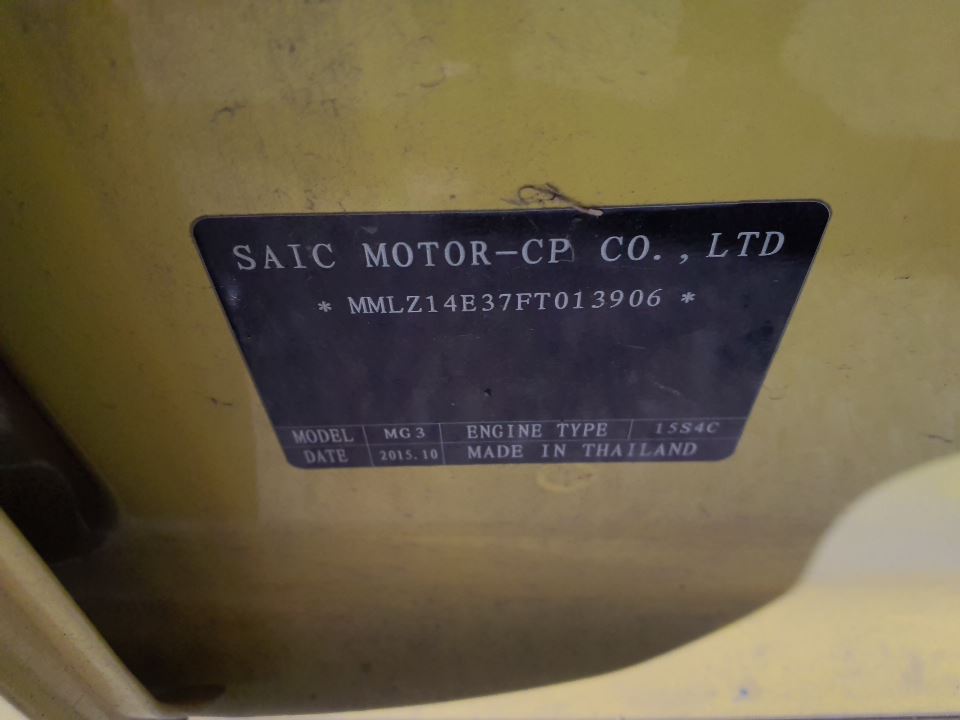 SAIC MOTOR-CP CO., LTD
* MMLZ14E37FT013906 *
MODEL MG3 ENGINE TYPE 15S4C
DATE 2015.10 MADE IN THAILAND